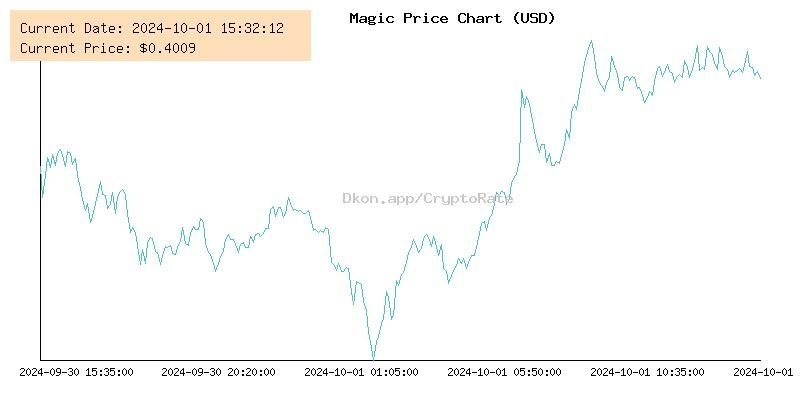 Magic Price Chart (USD)
Current Date: 2024-10-01 15:32:12
Current Price: $0.4009
Dkon.app/CryptoRate
2024-09-30 15:35:00 2024-09-30 20:20:00 2024-10-01 01:05:00 2024-10-01 05:50:00 2024-10-01 10:35:00 2024-10-01